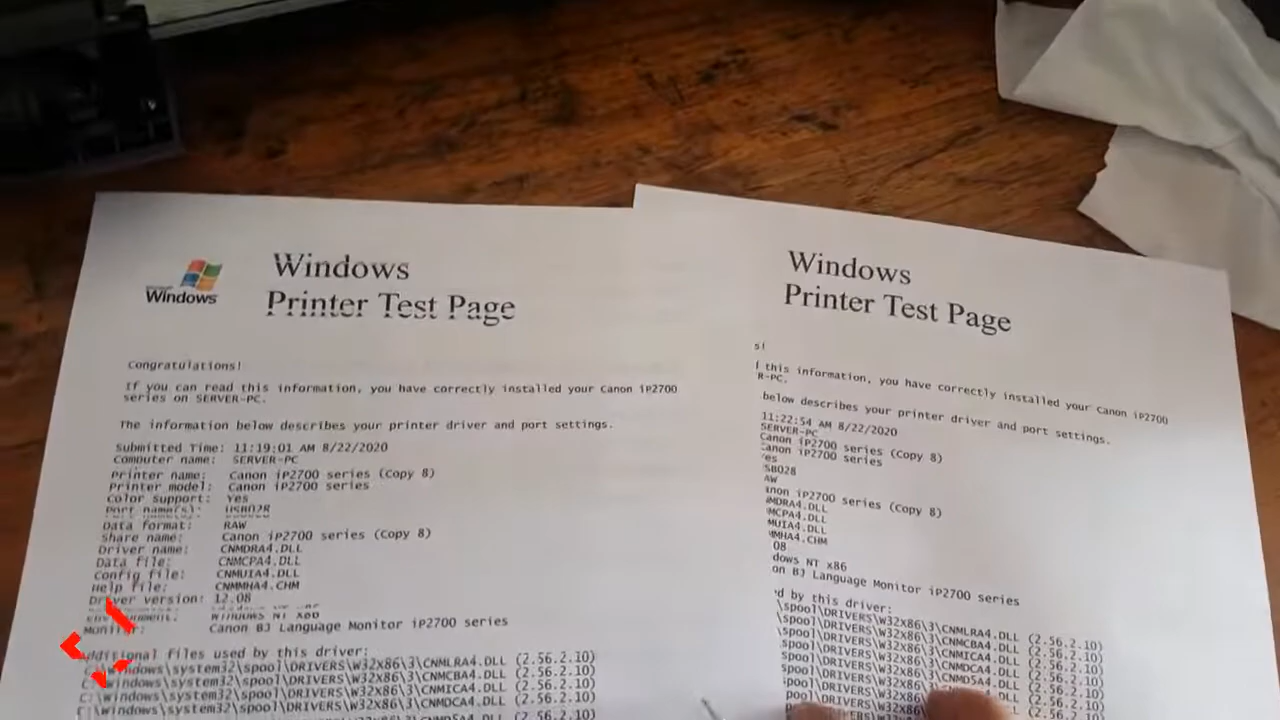 Windows
Windows
Printer Test Page
Congratulations!
If you can read this information, you have correctly installed your Canon iP2700
series on SERVER-PC.
The information below describes your printer driver and port settings.
Submitted Time: 11:19:01 AM 8/22/2020
Computer name: SERVER-PC
Printer name: Canon iP2700 series (Copy 8)
Printer model: Canon iP2700 series
Color support: Yes
Port name(s): USB028
Data format: RAW
Share name: Canon iP2700 series (Copy 8)
Driver name: CNMDRA4.DLL
Data file: CNMCPA4.DLL
Config file: CNMUIA4.DLL
Help file: CNMMHA4.CHM
Driver version: 12.08
Environment: Windows NT x86
Monitor: Canon BJ Language Monitor iP2700 series
Additional files used by this driver:
C:\Windows\system32\spool\DRIVERS\W32x86\3\CNMLRA4.DLL (2.56.2.10)
C:\Windows\system32\spool\DRIVERS\W32x86\3\CNMCBA4.DLL (2.56.2.10)
C:\Windows\system32\spool\DRIVERS\W32x86\3\CNMICA4.DLL (2.56.2.10)
C:\Windows\system32\spool\DRIVERS\W32x86\3\CNMDCA4.DLL (2.56.2.10)
Windows
Printer Test Page
s!
this information, you have correctly installed your Canon iP2700
R-PC.
below describes your printer driver and port settings.
11:22:54 AM 8/22/2020
SERVER-PC
Canon iP2700 series (Copy 8)
Canon iP2700 series
es
SB028
AW
anon iP2700 series (Copy 8)
MDRA4.DLL
MCPA4.DLL
MUIA4.DLL
MMHA4.CHM
08
dows NT x86
on BJ Language Monitor iP2700 series
d by this driver:
\spool\DRIVERS\W32x86\3\CNMLRA4.DLL (2.56.2.10)
\spool\DRIVERS\W32x86\3\CNMCBA4.DLL (2.56.2.10)
\spool\DRIVERS\W32x86\3\CNMICA4.DLL (2.56.2.10)
\spool\DRIVERS\W32x86\3\CNMDCA4.DLL (2.56.2.10)
spool\DRIVERS\W32x86\3\CNMD5A4.DLL (2.56.2.10)